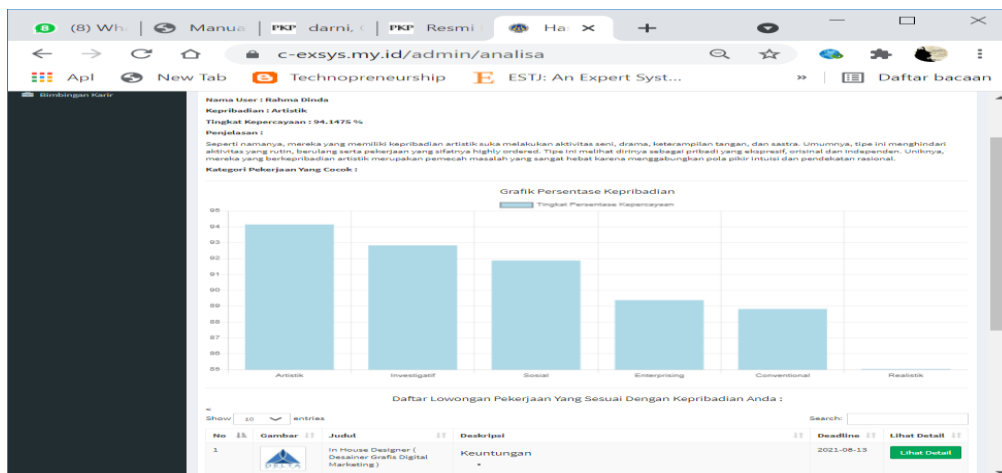 (8) Wh
Manua
PKP darni, C
PKP Resmi
Ha
c-exsys.my.id/admin/analisa
Apl
New Tab
Technopreneurship
E ESTJ: An Expert Syst...
»
Daftar bacaan
Bimbingan Karir
Nama User : Rahma Dinda
Kepribadian : Artistik
Tingkat Kepercayaan : 94.1475 %
Penjelasan :
Seperti namanya, mereka yang memiliki kepribadian artistik suka melakukan aktivitas seni, drama, keterampilan tangan, dan sastra. Umumnya, tipe ini menghindari
aktivitas yang rutin, berulang serta pekerjaan yang sifatnya highly ordered. Tipe ini melihat dirinya sebagai pribadi yang ekspresif, orisinal dan independen. Uniknya,
mereka yang berkepribadian artistik merupakan pemecah masalah yang sangat hebat karena menggabungkan pola pikir intuisi dan pendekatan rasional.
Kategori Pekerjaan Yang Cocok :
Grafik Persentase Kepribadian
Tingkat Persentase Kepercayaan
95
94
93
92
91
90
89
88
87
86
85
Artistik
Investigatif
Sosial
Enterprising
Conventional
Realistik
Daftar Lowongan Pekerjaan Yang Sesuai Dengan Kepribadian Anda :
Show 10 entries
Search:
No
Gambar
Judul
Deskripsi
Deadline
Lihat Detail
1
DELTA
In House Designer (
Desainer Grafis Digital
Marketing )
Keuntungan
•
2021-08-13
Lihat Detail